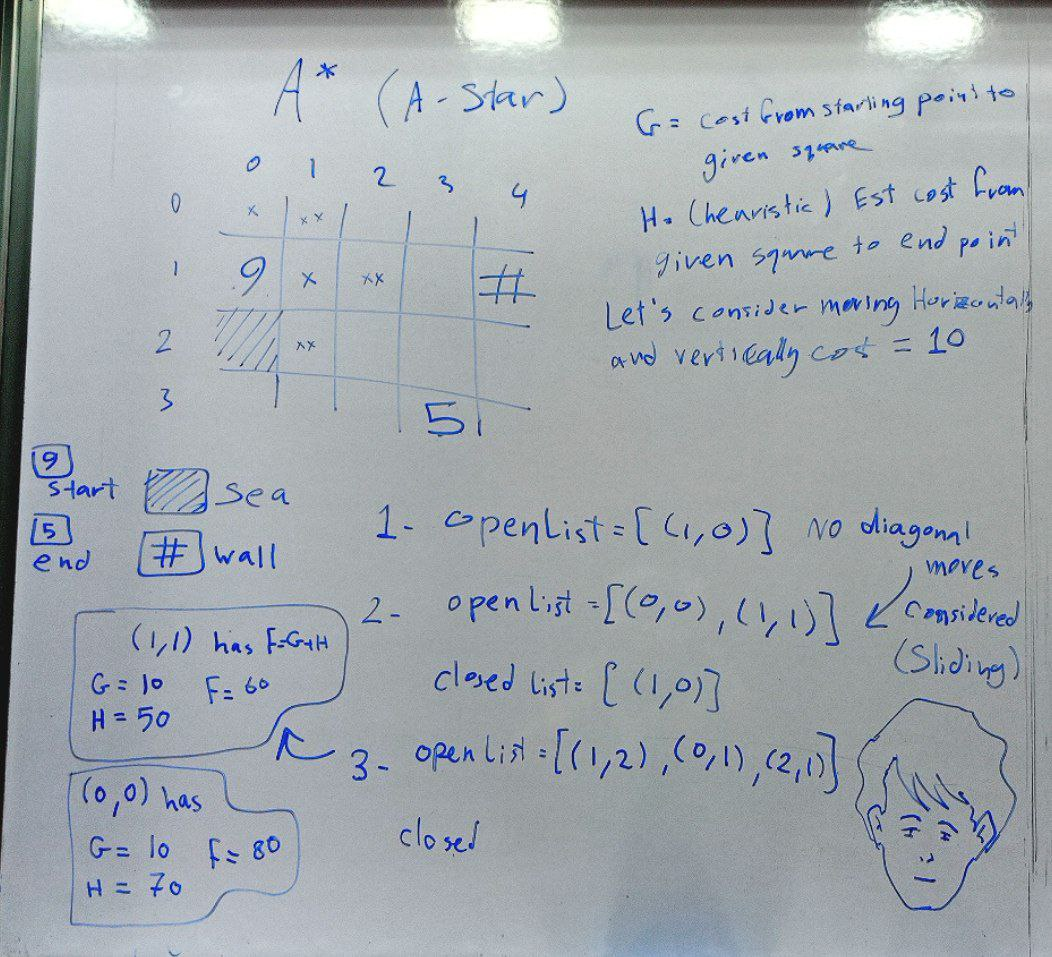 A* (A-Star)
G = cost from starting point to
given square
H = (heuristic) Est cost from
given square to end point
Let's consider moving Horizontally
and vertically cost = 10
0 1 2 3 4
0 x xx
1 9 x xx #
2 xx
3 5
9
start
sea
5
end
# wall
1- openList = [(1,0)] NO diagonal
moves
considered
(Sliding)
2- open list = [(0,0), (1,1)]
closed list = [(1,0)]
3- open list = [(1,2), (0,1), (2,1)]
closed
(1,1) has F=G+H
G = 10 F = 60
H = 50
(0,0) has
G = 10 F = 80
H = 70